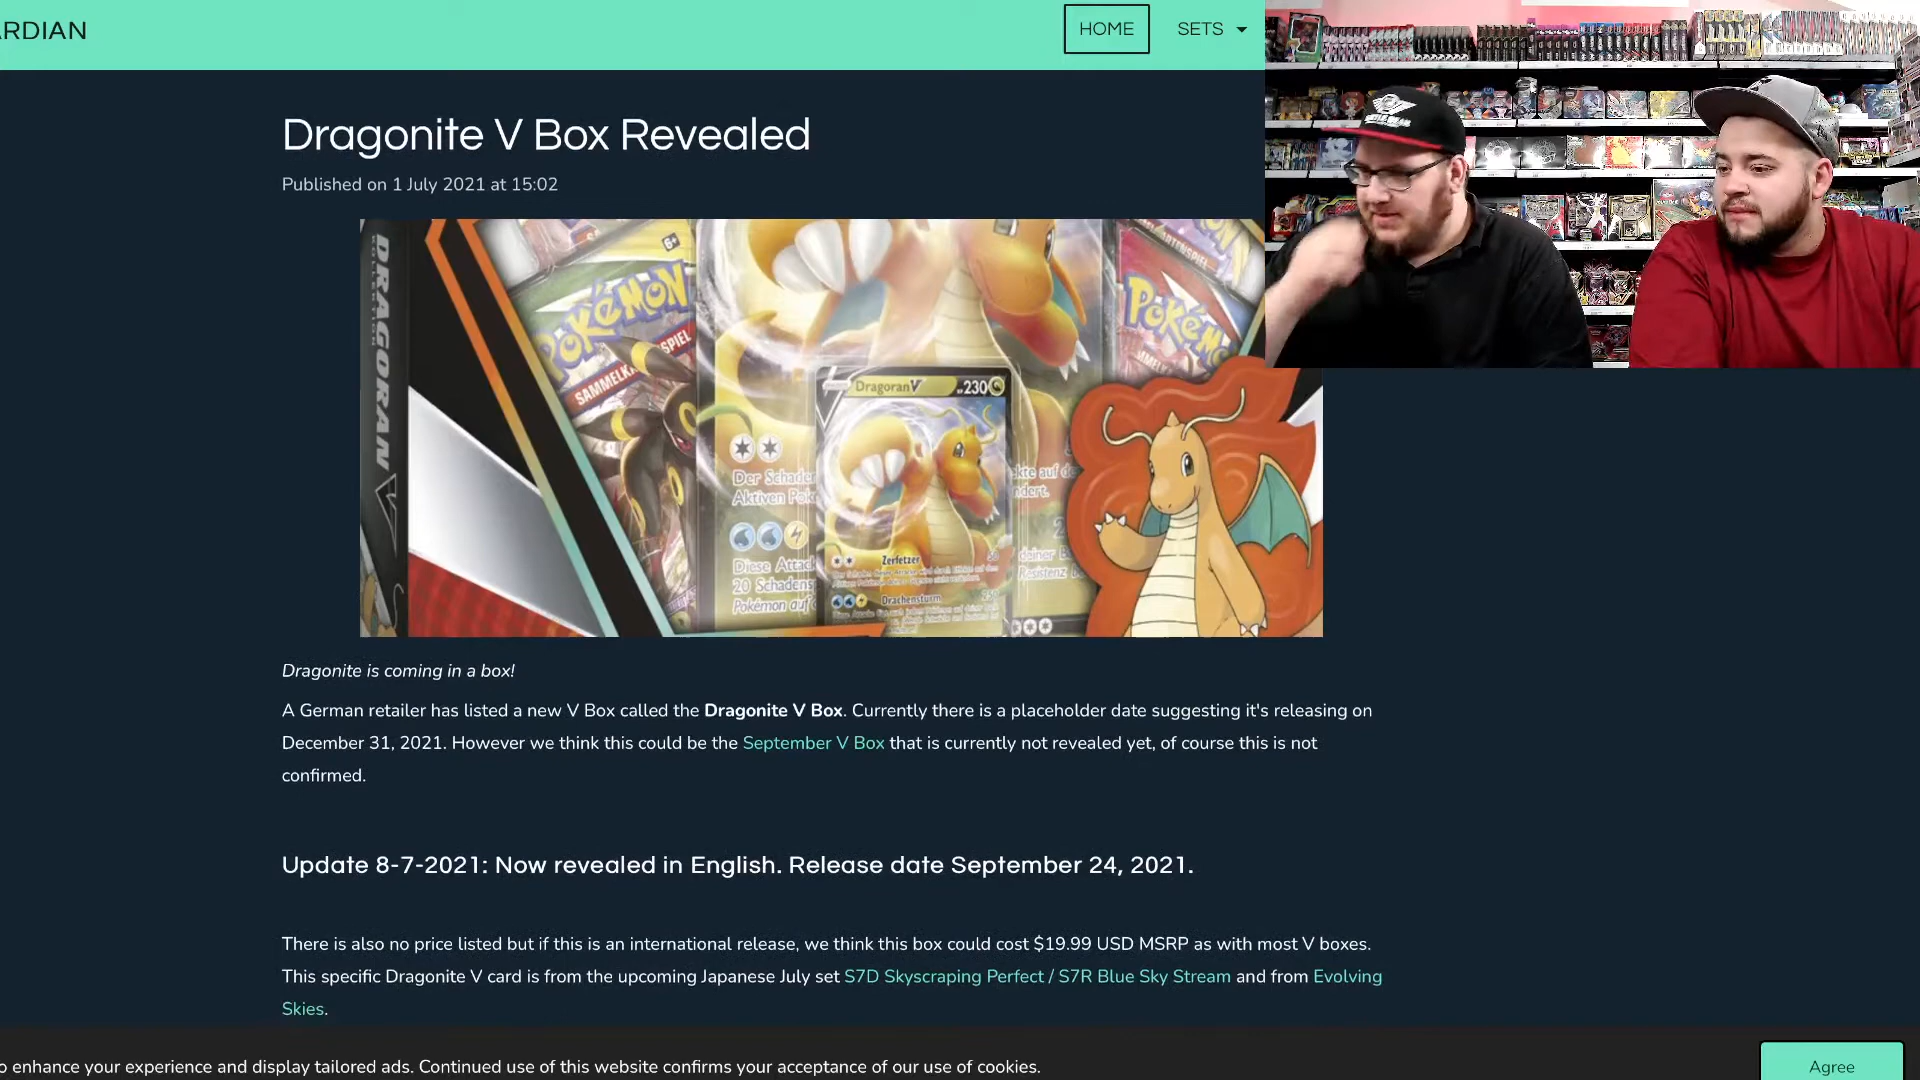 RDIAN
HOME
SETS
Dragonite V Box Revealed
Published on 1 July 2021 at 15:02
DRAGORAN V
POKéMON
SAMMELKA
SPIEL
Pokém
Dragoran V
230
Der Schaden
Aktiven Pok
Diese Attac
20 Schadens
Pokémon auf
Zerfetzer
Drachensturm
Dragonite is coming in a box!
A German retailer has listed a new V Box called the Dragonite V Box. Currently there is a placeholder date suggesting it's releasing on
December 31, 2021. However we think this could be the September V Box that is currently not revealed yet, of course this is not
confirmed.
Update 8-7-2021: Now revealed in English. Release date September 24, 2021.
There is also no price listed but if this is an international release, we think this box could cost $19.99 USD MSRP as with most V boxes.
This specific Dragonite V card is from the upcoming Japanese July set S7D Skyscraping Perfect / S7R Blue Sky Stream and from Evolving
Skies.
o enhance your experience and display tailored ads. Continued use of this website confirms your acceptance of our use of cookies.
Agree